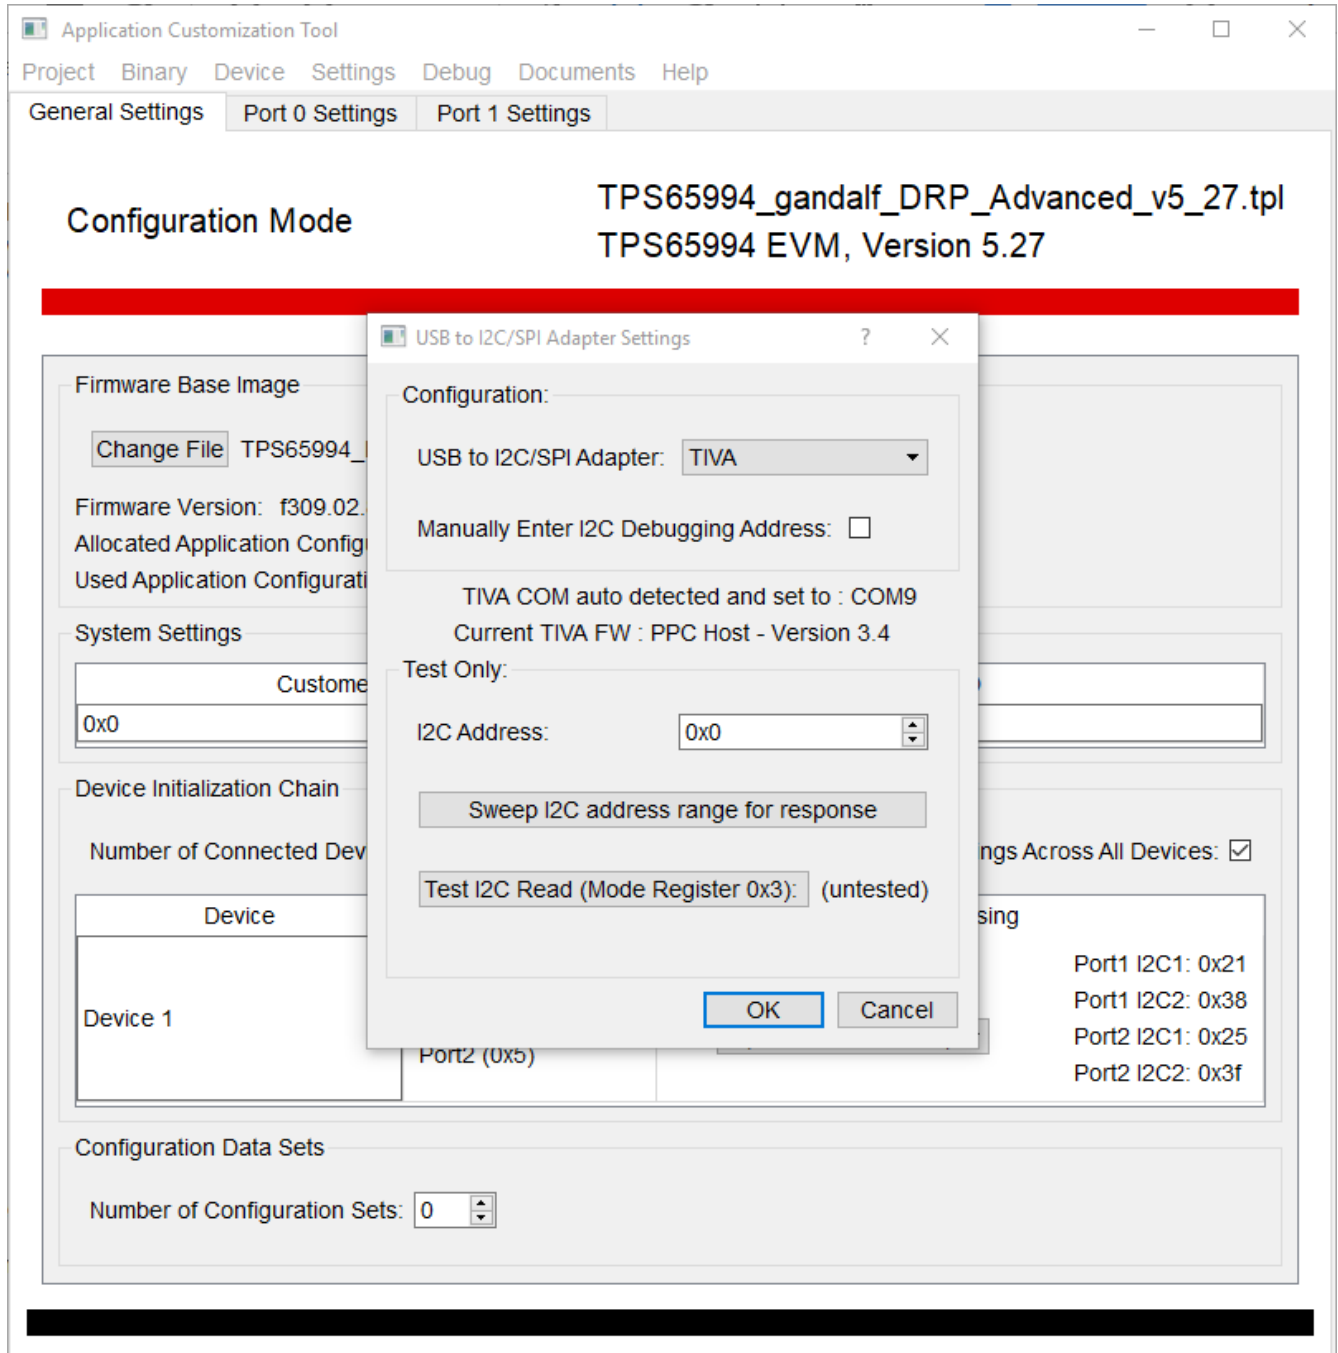 Application Customization Tool
Project Binary Device Settings Debug Documents Help
General Settings Port 0 Settings Port 1 Settings
Configuration Mode
TPS65994_gandalf_DRP_Advanced_v5_27.tpl
TPS65994 EVM, Version 5.27
USB to I2C/SPI Adapter Settings ?
Firmware Base Image
Change File TPS65994_
Firmware Version: f309.02.
Allocated Application Config
Used Application Configurati
Configuration:
USB to I2C/SPI Adapter: TIVA
Manually Enter I2C Debugging Address:
TIVA COM auto detected and set to : COM9
Current TIVA FW : PPC Host - Version 3.4
Test Only:
I2C Address: 0x0
Sweep I2C address range for response
Test I2C Read (Mode Register 0x3): (untested)
OK Cancel
System Settings
Custome
0x0
Device Initialization Chain
Number of Connected Dev
ngs Across All Devices:
Device
sing
Device 1
Port2 (0x5)
Port1 I2C1: 0x21
Port1 I2C2: 0x38
Port2 I2C1: 0x25
Port2 I2C2: 0x3f
Configuration Data Sets
Number of Configuration Sets: 0